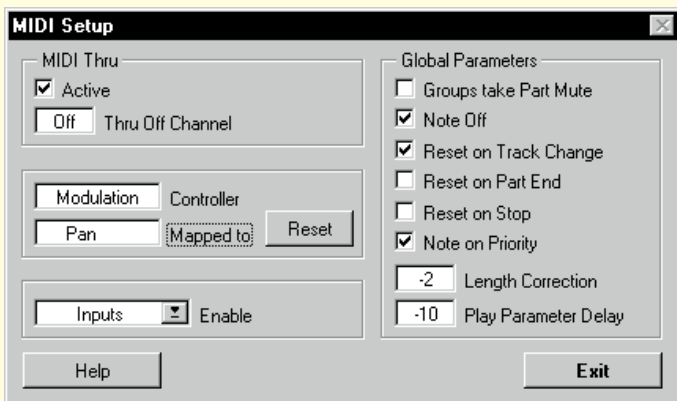 MIDI Setup
MIDI Thru
Active
Off Thru Off Channel
Modulation Controller
Pan Mapped to Reset
Inputs Enable
Help
Global Parameters
Groups take Part Mute
Note Off
Reset on Track Change
Reset on Part End
Reset on Stop
Note on Priority
-2 Length Correction
-10 Play Parameter Delay
Exit